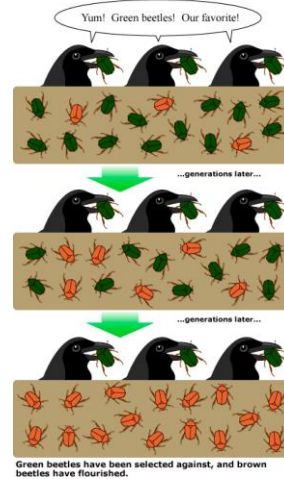 Yum!  Green beetles!  Our favorite!
...generations later...
...generations later...
Green beetles have been selected against, and brown
beetles have flourished.